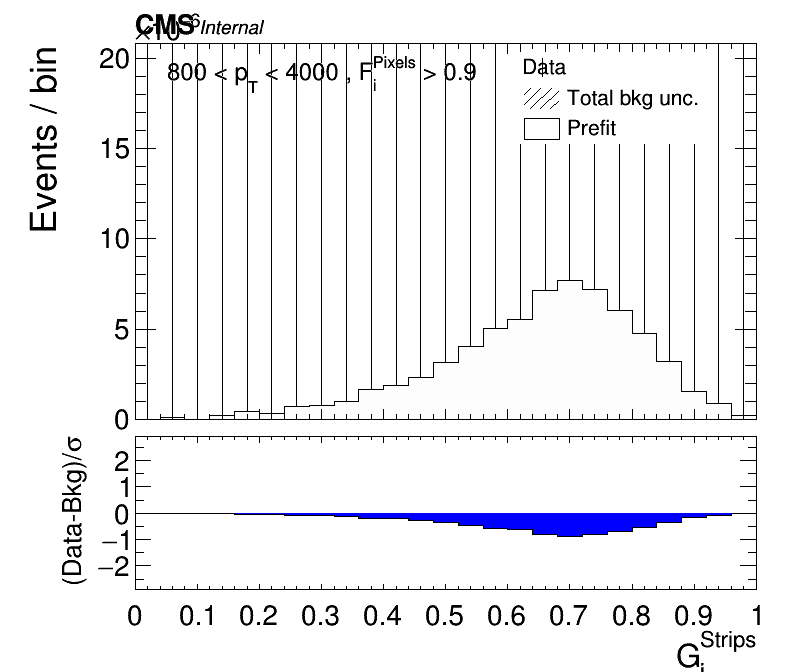 CMS Internal
×10⁻⁶
Events / bin
20
15
10
5
0
800 < p_T < 4000 , F_i^Pixels > 0.9
Data
Total bkg unc.
Prefit
(Data-Bkg)/σ
2
1
0
−1
−2
0 0.1 0.2 0.3 0.4 0.5 0.6 0.7 0.8 0.9 1
G_i^Strips